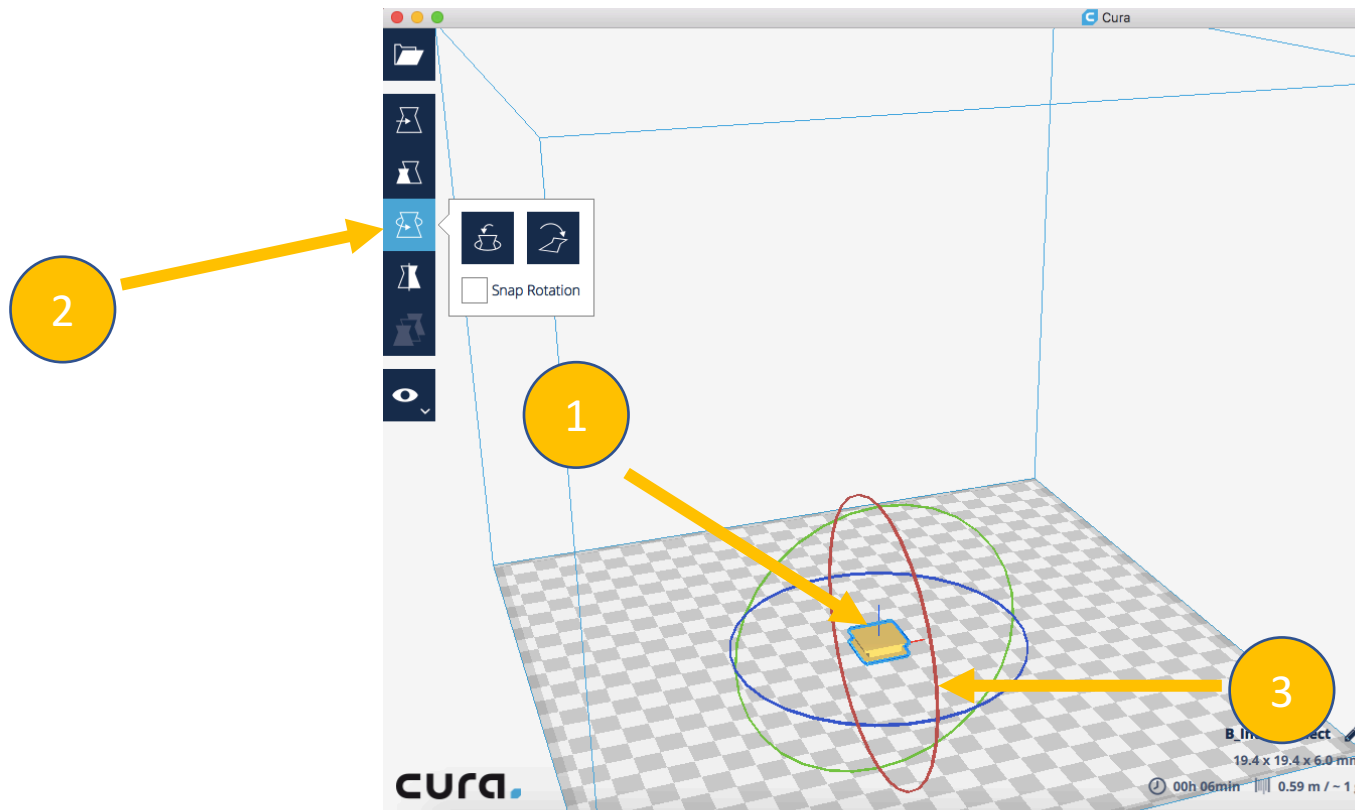 Cura
2
Snap Rotation
1
3
19.4 x 19.4 x 6.0 mm
00h 06min
0.59 m / ~ 1
cura.